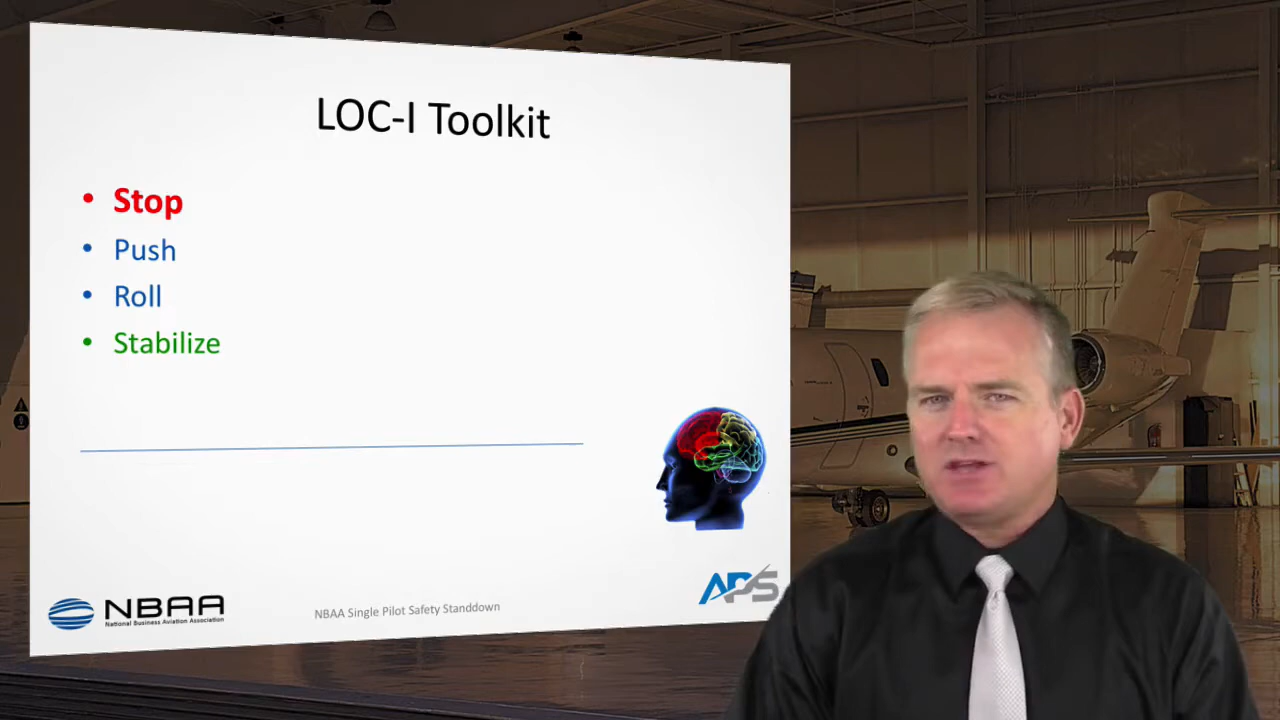 LOC-I Toolkit
• Stop
• Push
• Roll
• Stabilize
NBAA
National Business Aviation Association
NBAA Single Pilot Safety Standdown
APS